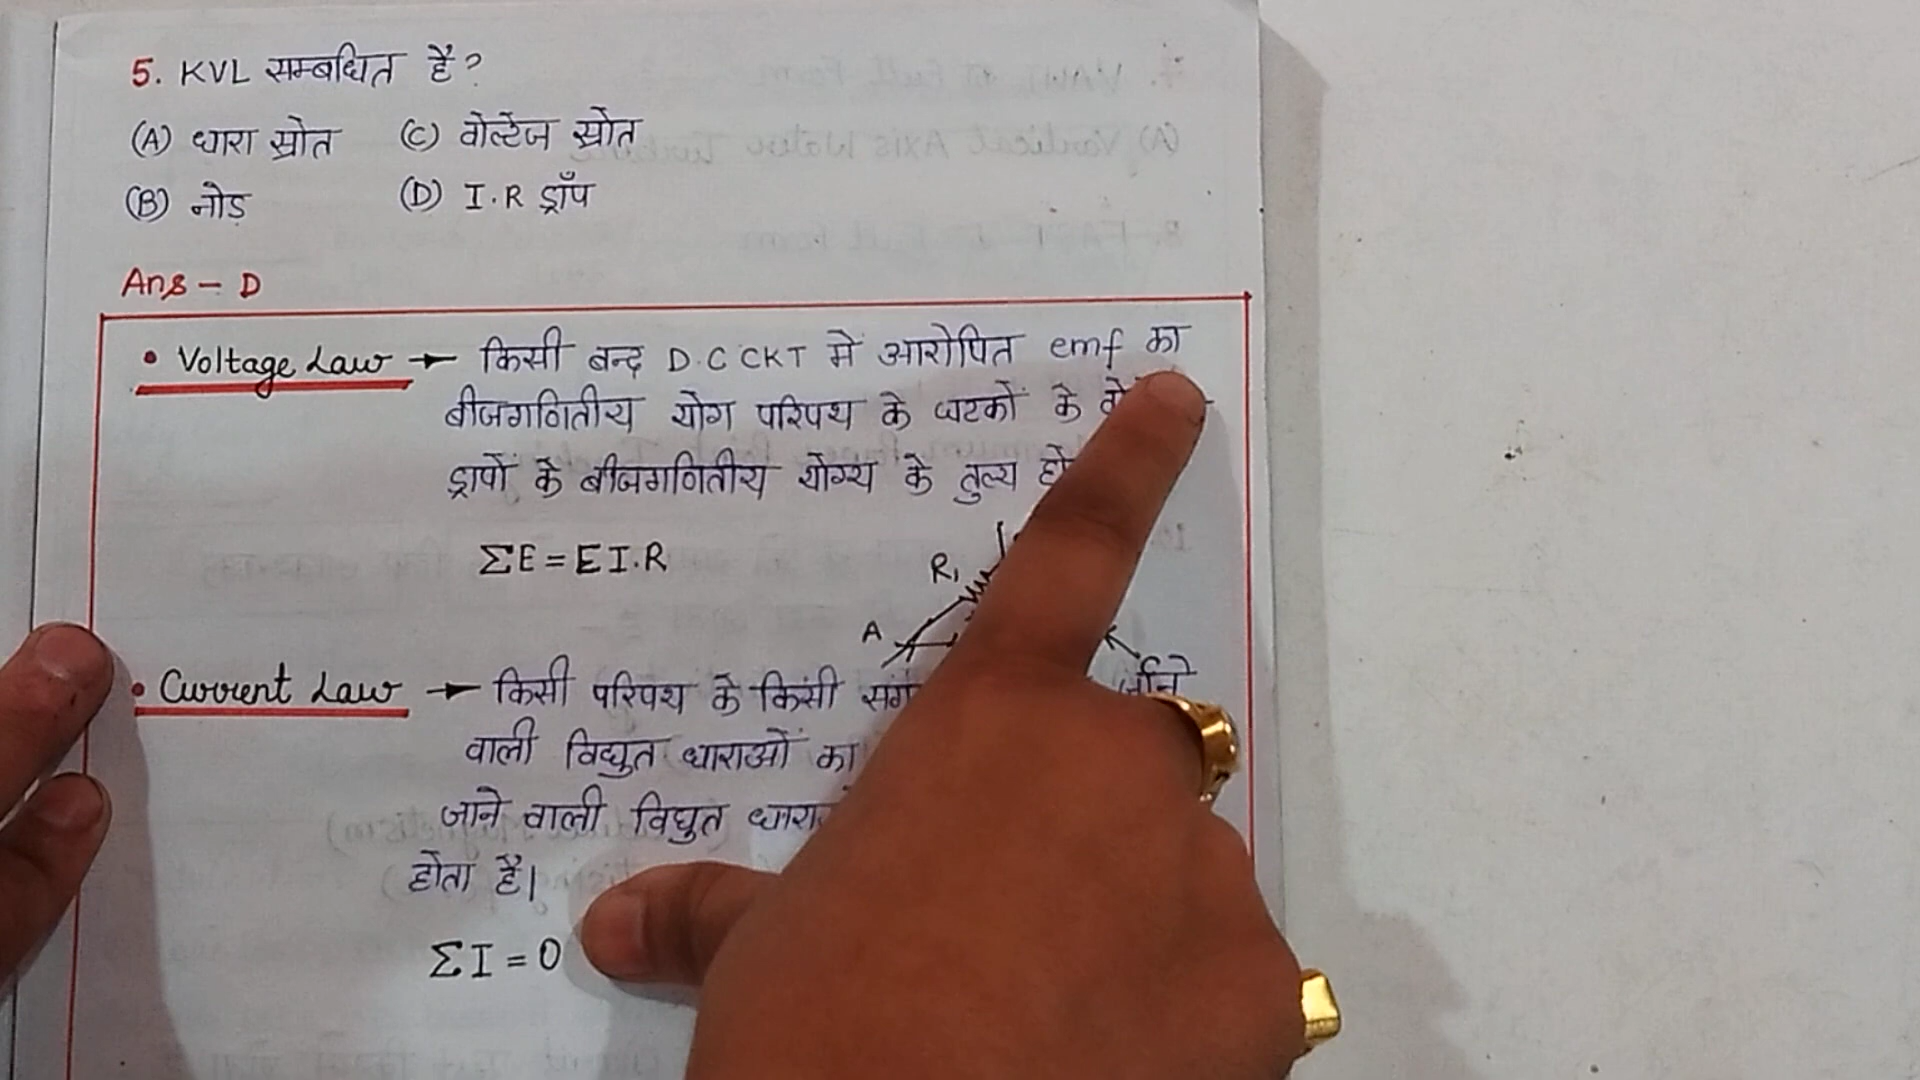 5. KVL सम्बधित है?
(A) धारा स्रोत (C) वोल्टेज स्रोत
(B) नोड (D) I.R ड्रॉप
Ans - D
• Voltage Law → किसी बन्द D.C CKT में आरोपित emf का
बीजगणितीय योग परिपथ के घटकों के
ड्रापों के बीजगणितीय योग्य के तुल्य
ΣE = EI.R
R₁
A
• Current Law → किसी परिपथ के किसी जाने
वाली विद्युत धाराओं का
जाने वाली विद्युत
होता है।
ΣI = 0